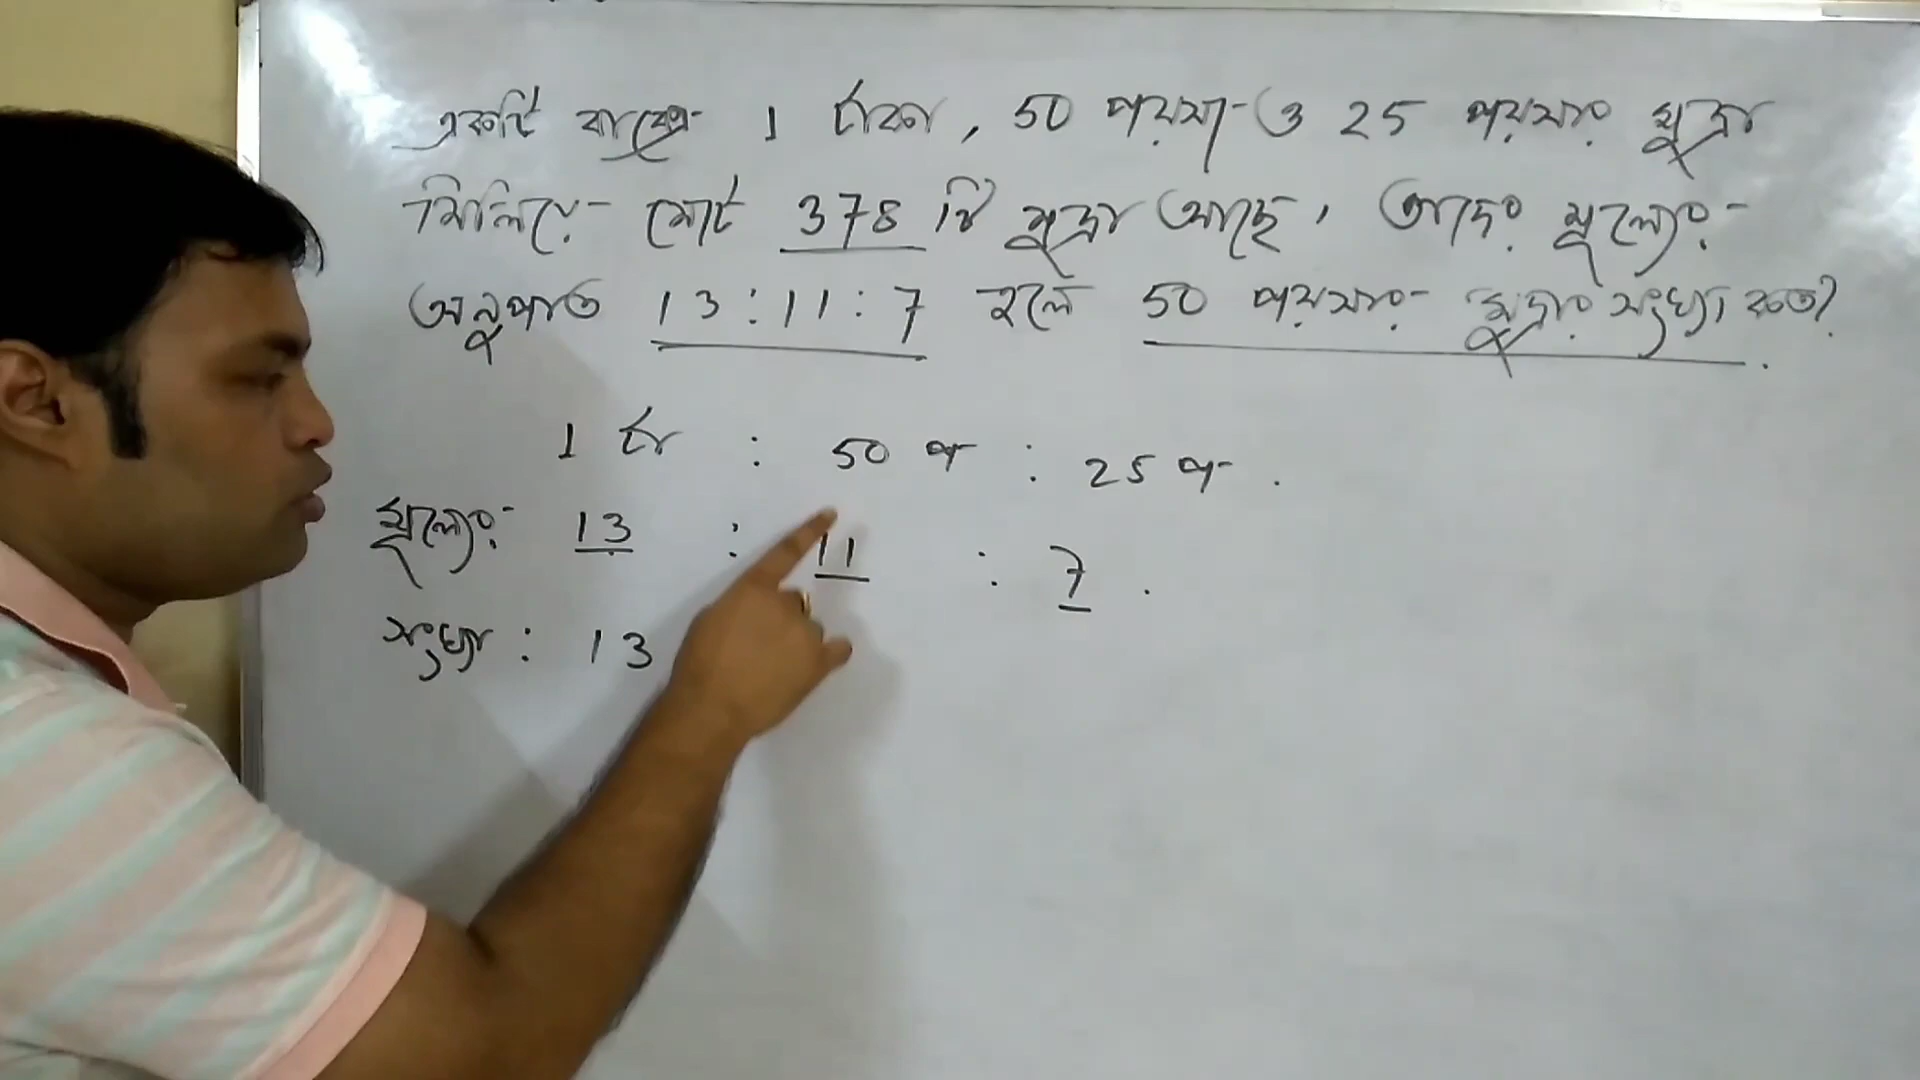 একটি বাক্সে 1 টাকা, 50 পয়সা ও 25 পয়সার মুদ্রা
মিলিয়ে মোট 378 টি মুদ্রা আছে, তাদের মূল্যের
অনুপাত 13:11:7 হলে 50 পয়সার মুদ্রার সংখ্যা কত?
1 টা : 50 প : 25 প.
মূল্যের 13 : 11 : 7.
সংখ্যা : 13